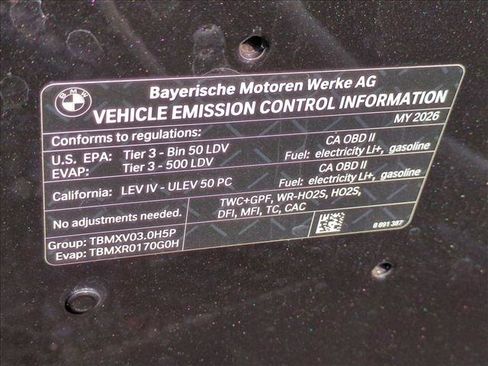 BMW
Bayerische Motoren Werke AG
VEHICLE EMISSION CONTROL INFORMATION
Conforms to regulations: MY 2026
U.S. EPA: Tier 3 - Bin 50 LDV CA OBD II
EVAP: Tier 3 - 500 LDV Fuel: electricity Li+, gasoline
California: LEV IV - ULEV 50 PC CA OBD II
Fuel: electricity Li+, gasoline
No adjustments needed. TWC+GPF, WR-HO2S, HO2S,
DFI, MFI, TC, CAC
Group: TBMXV03.0H5P
Evap: TBMXR0170G0H
8 091 387